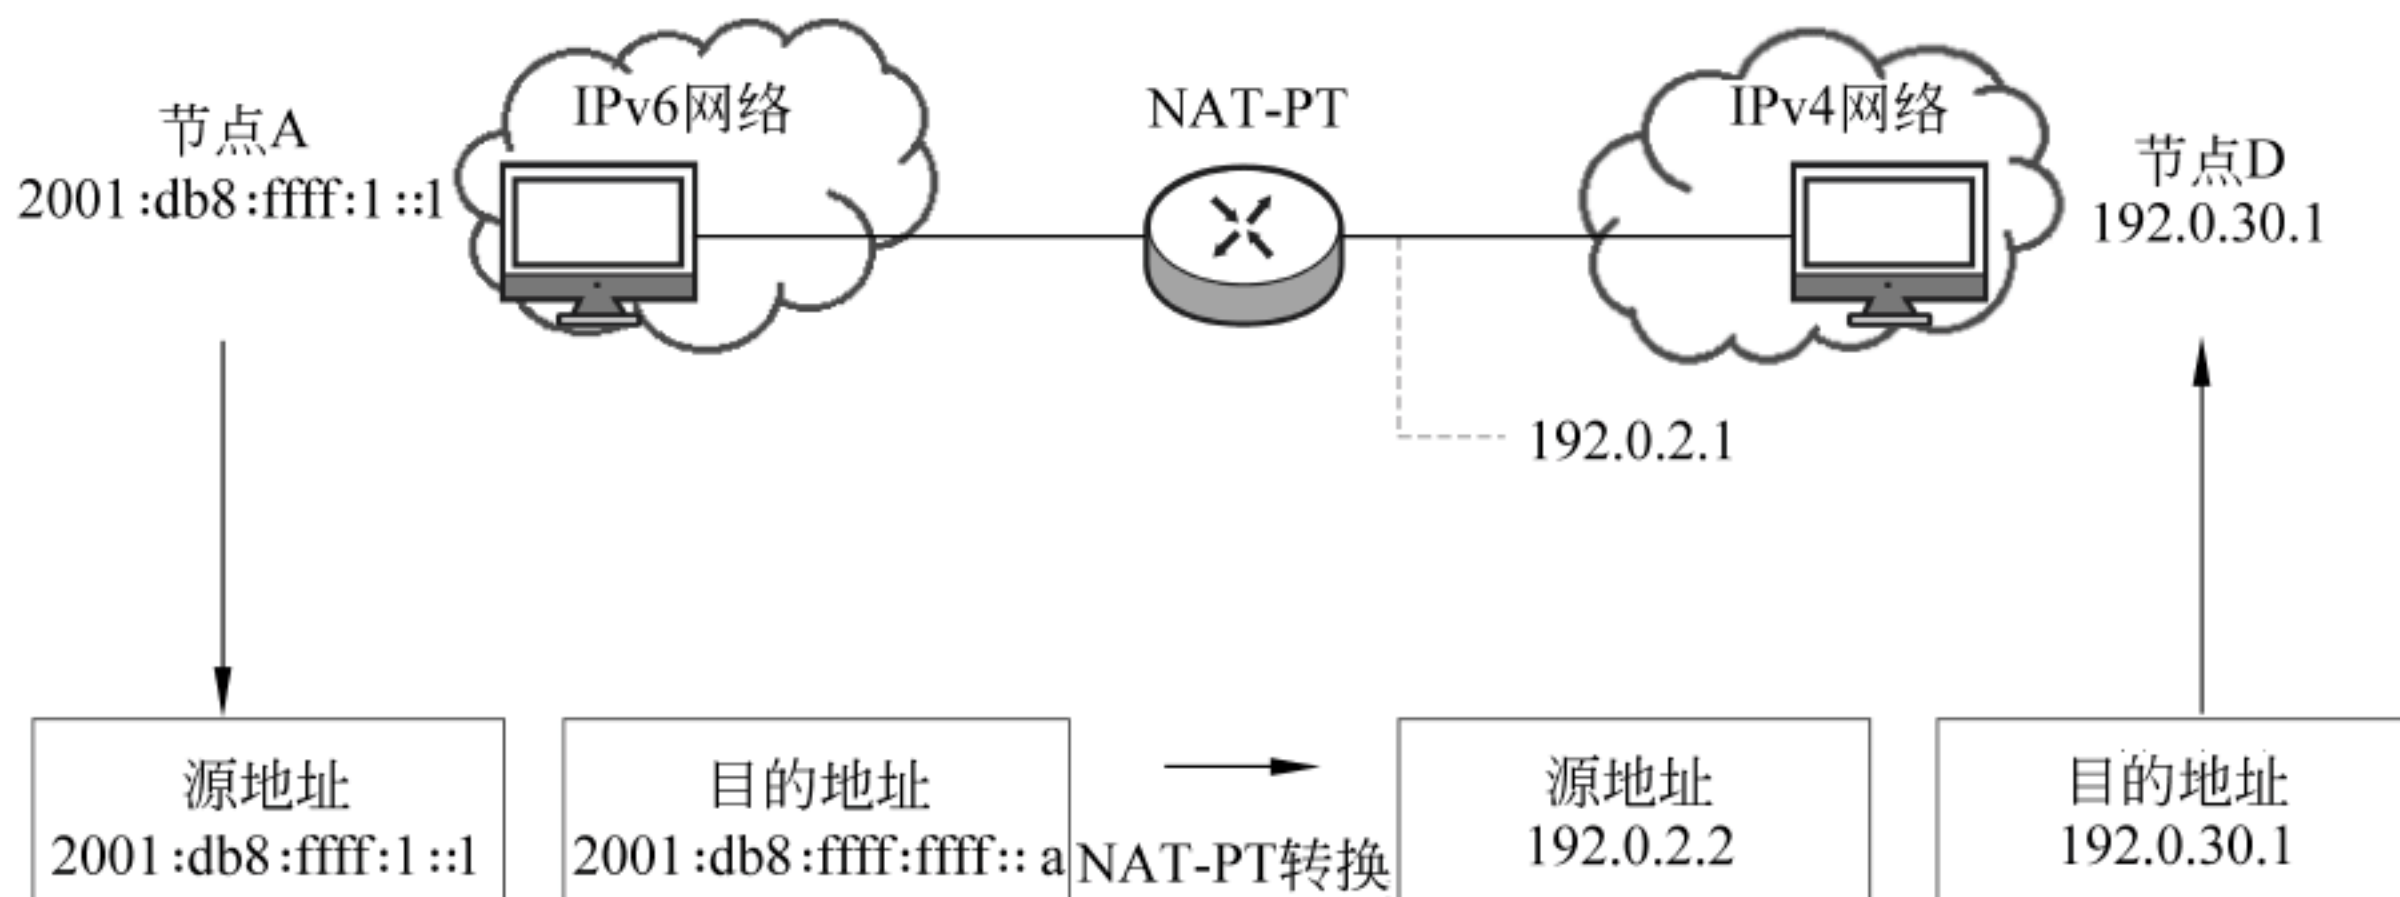 IPv6网络
NAT-PT
IPv4网络
节点A
2001:db8:ffff:1::1
节点D
192.0.30.1
192.0.2.1
源地址
2001:db8:ffff:1::1
目的地址
2001:db8:ffff:ffff::a
NAT-PT转换
源地址
192.0.2.2
目的地址
192.0.30.1